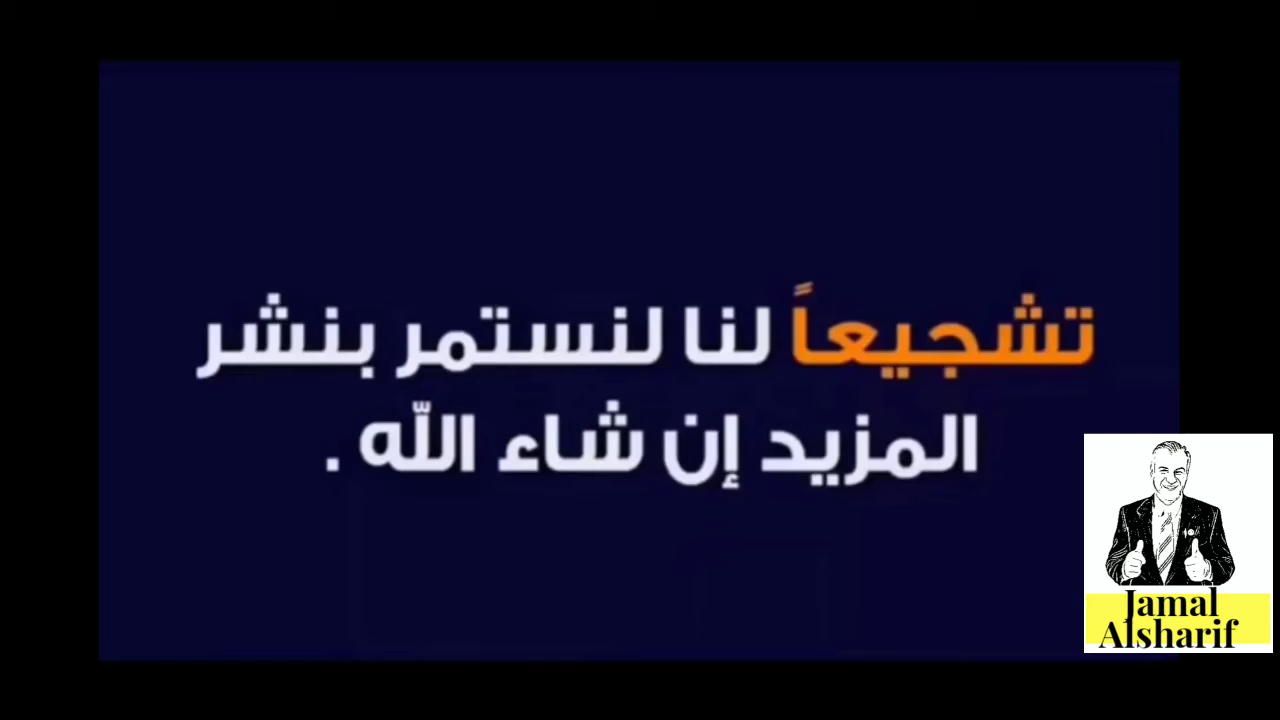 تشجيعاً لنا لنستمر بنشر
المزيد إن شاء اللّه .
Jamal
Alsharif